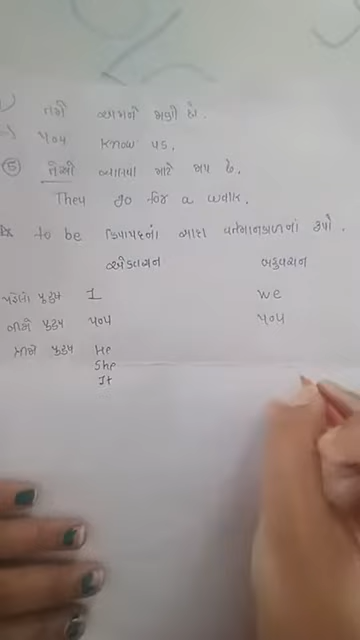 તમે અમને જાણો છો.
You know us.
⑤ તેઓ ચાલવા માટે જાય છે.
They go for a walk.
to be ક્રિયાપદનાં સાદા વર્તમાનકાળનાં રૂપો.
એકવચન બહુવચન
પહેલો પુરુષ I We
બીજો પુરુષ you you
ત્રીજો પુરુષ He
She
It